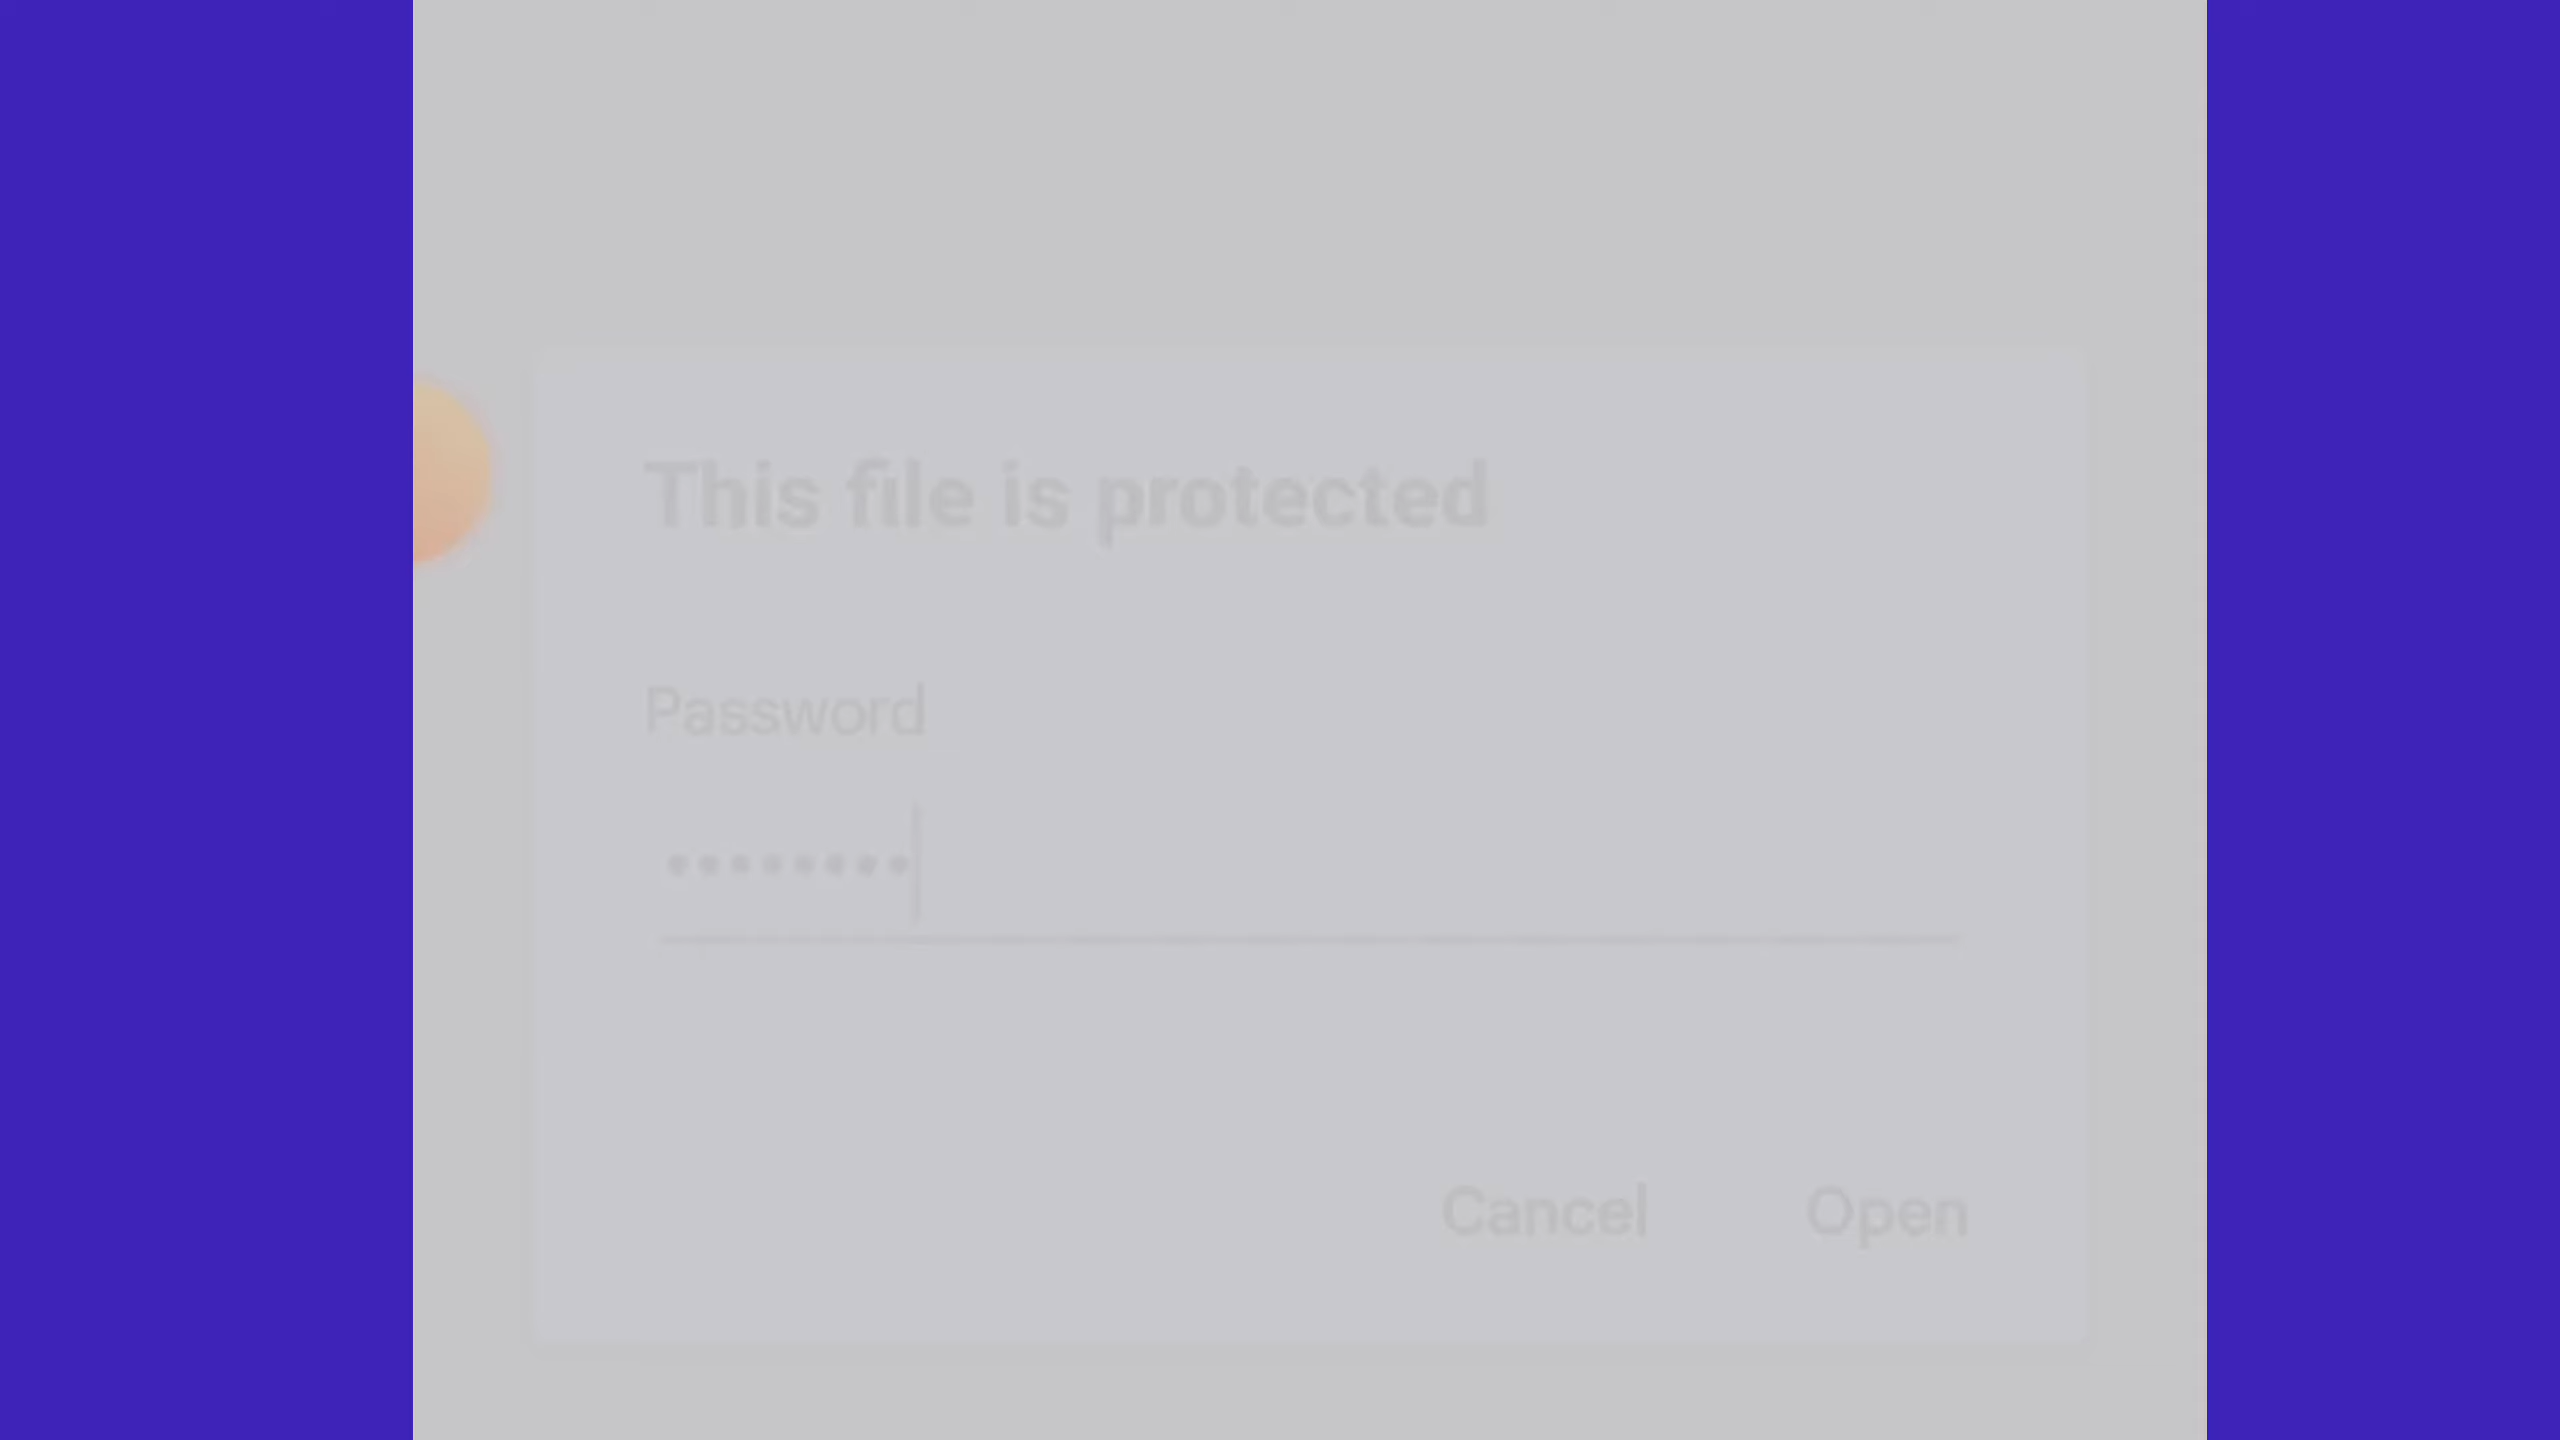 This file is protected
Password
••••••••
Cancel Open